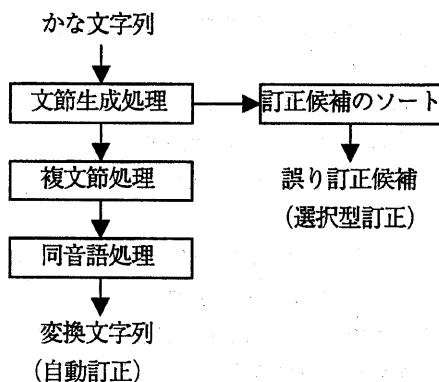 かな文字列
文節生成処理
訂正候補のソート
複文節処理
誤り訂正候補
(選択型訂正)
同音語処理
変換文字列
(自動訂正)